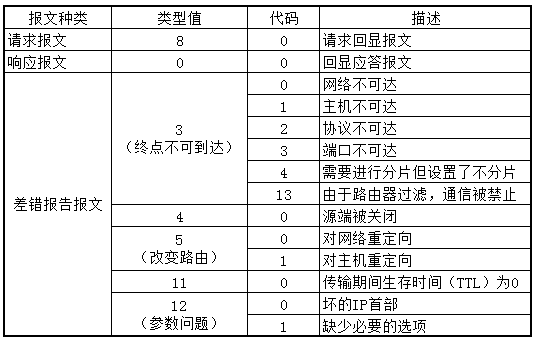 报文种类 类型值 代码 描述
请求报文 8 0 请求回显报文
响应报文 0 0 回显应答报文
差错报告报文 3 (终点不可到达) 0 网络不可达
1 主机不可达
2 协议不可达
3 端口不可达
4 需要进行分片但设置了不分片
13 由于路由器过滤，通信被禁止
4 0 源端被关闭
5 (改变路由) 0 对网络重定向
1 对主机重定向
11 0 传输期间生存时间（TTL）为0
12 (参数问题) 0 坏的IP首部
1 缺少必要的选项